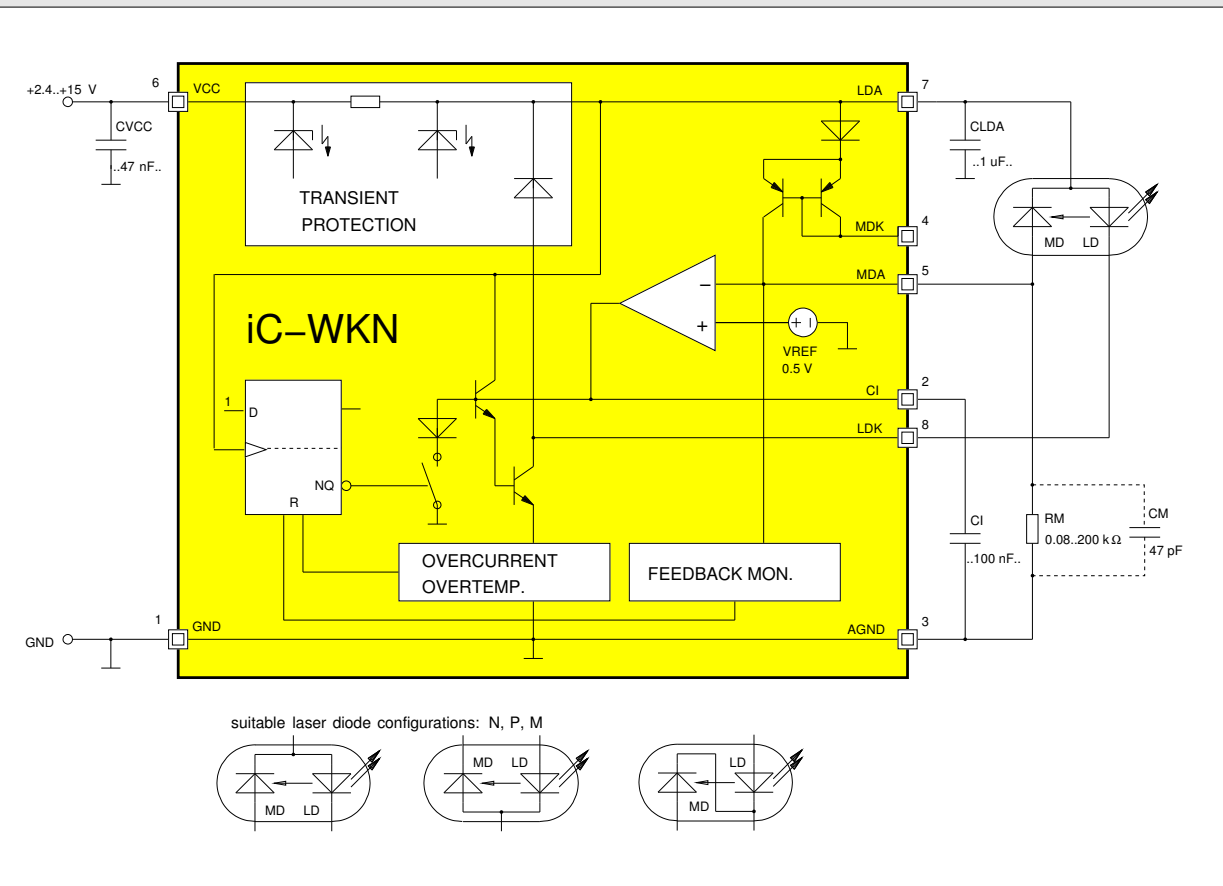 +2.4..+15 V
6
VCC
LDA
7
CVCC
..47 nF..
TRANSIENT
PROTECTION
CLDA
..1 uF..
MDK
4
MD LD
MDA
5
iC–WKN
–
+
+
VREF
0.5 V
CI
2
1
D
LDK
8
NQ
R
OVERCURRENT
OVERTEMP.
FEEDBACK MON.
CI
..100 nF..
RM
0.08..200 kΩ
CM
47 pF
GND
1
GND
AGND
3
suitable laser diode configurations: N, P, M
MD LD
MD LD
LD
MD